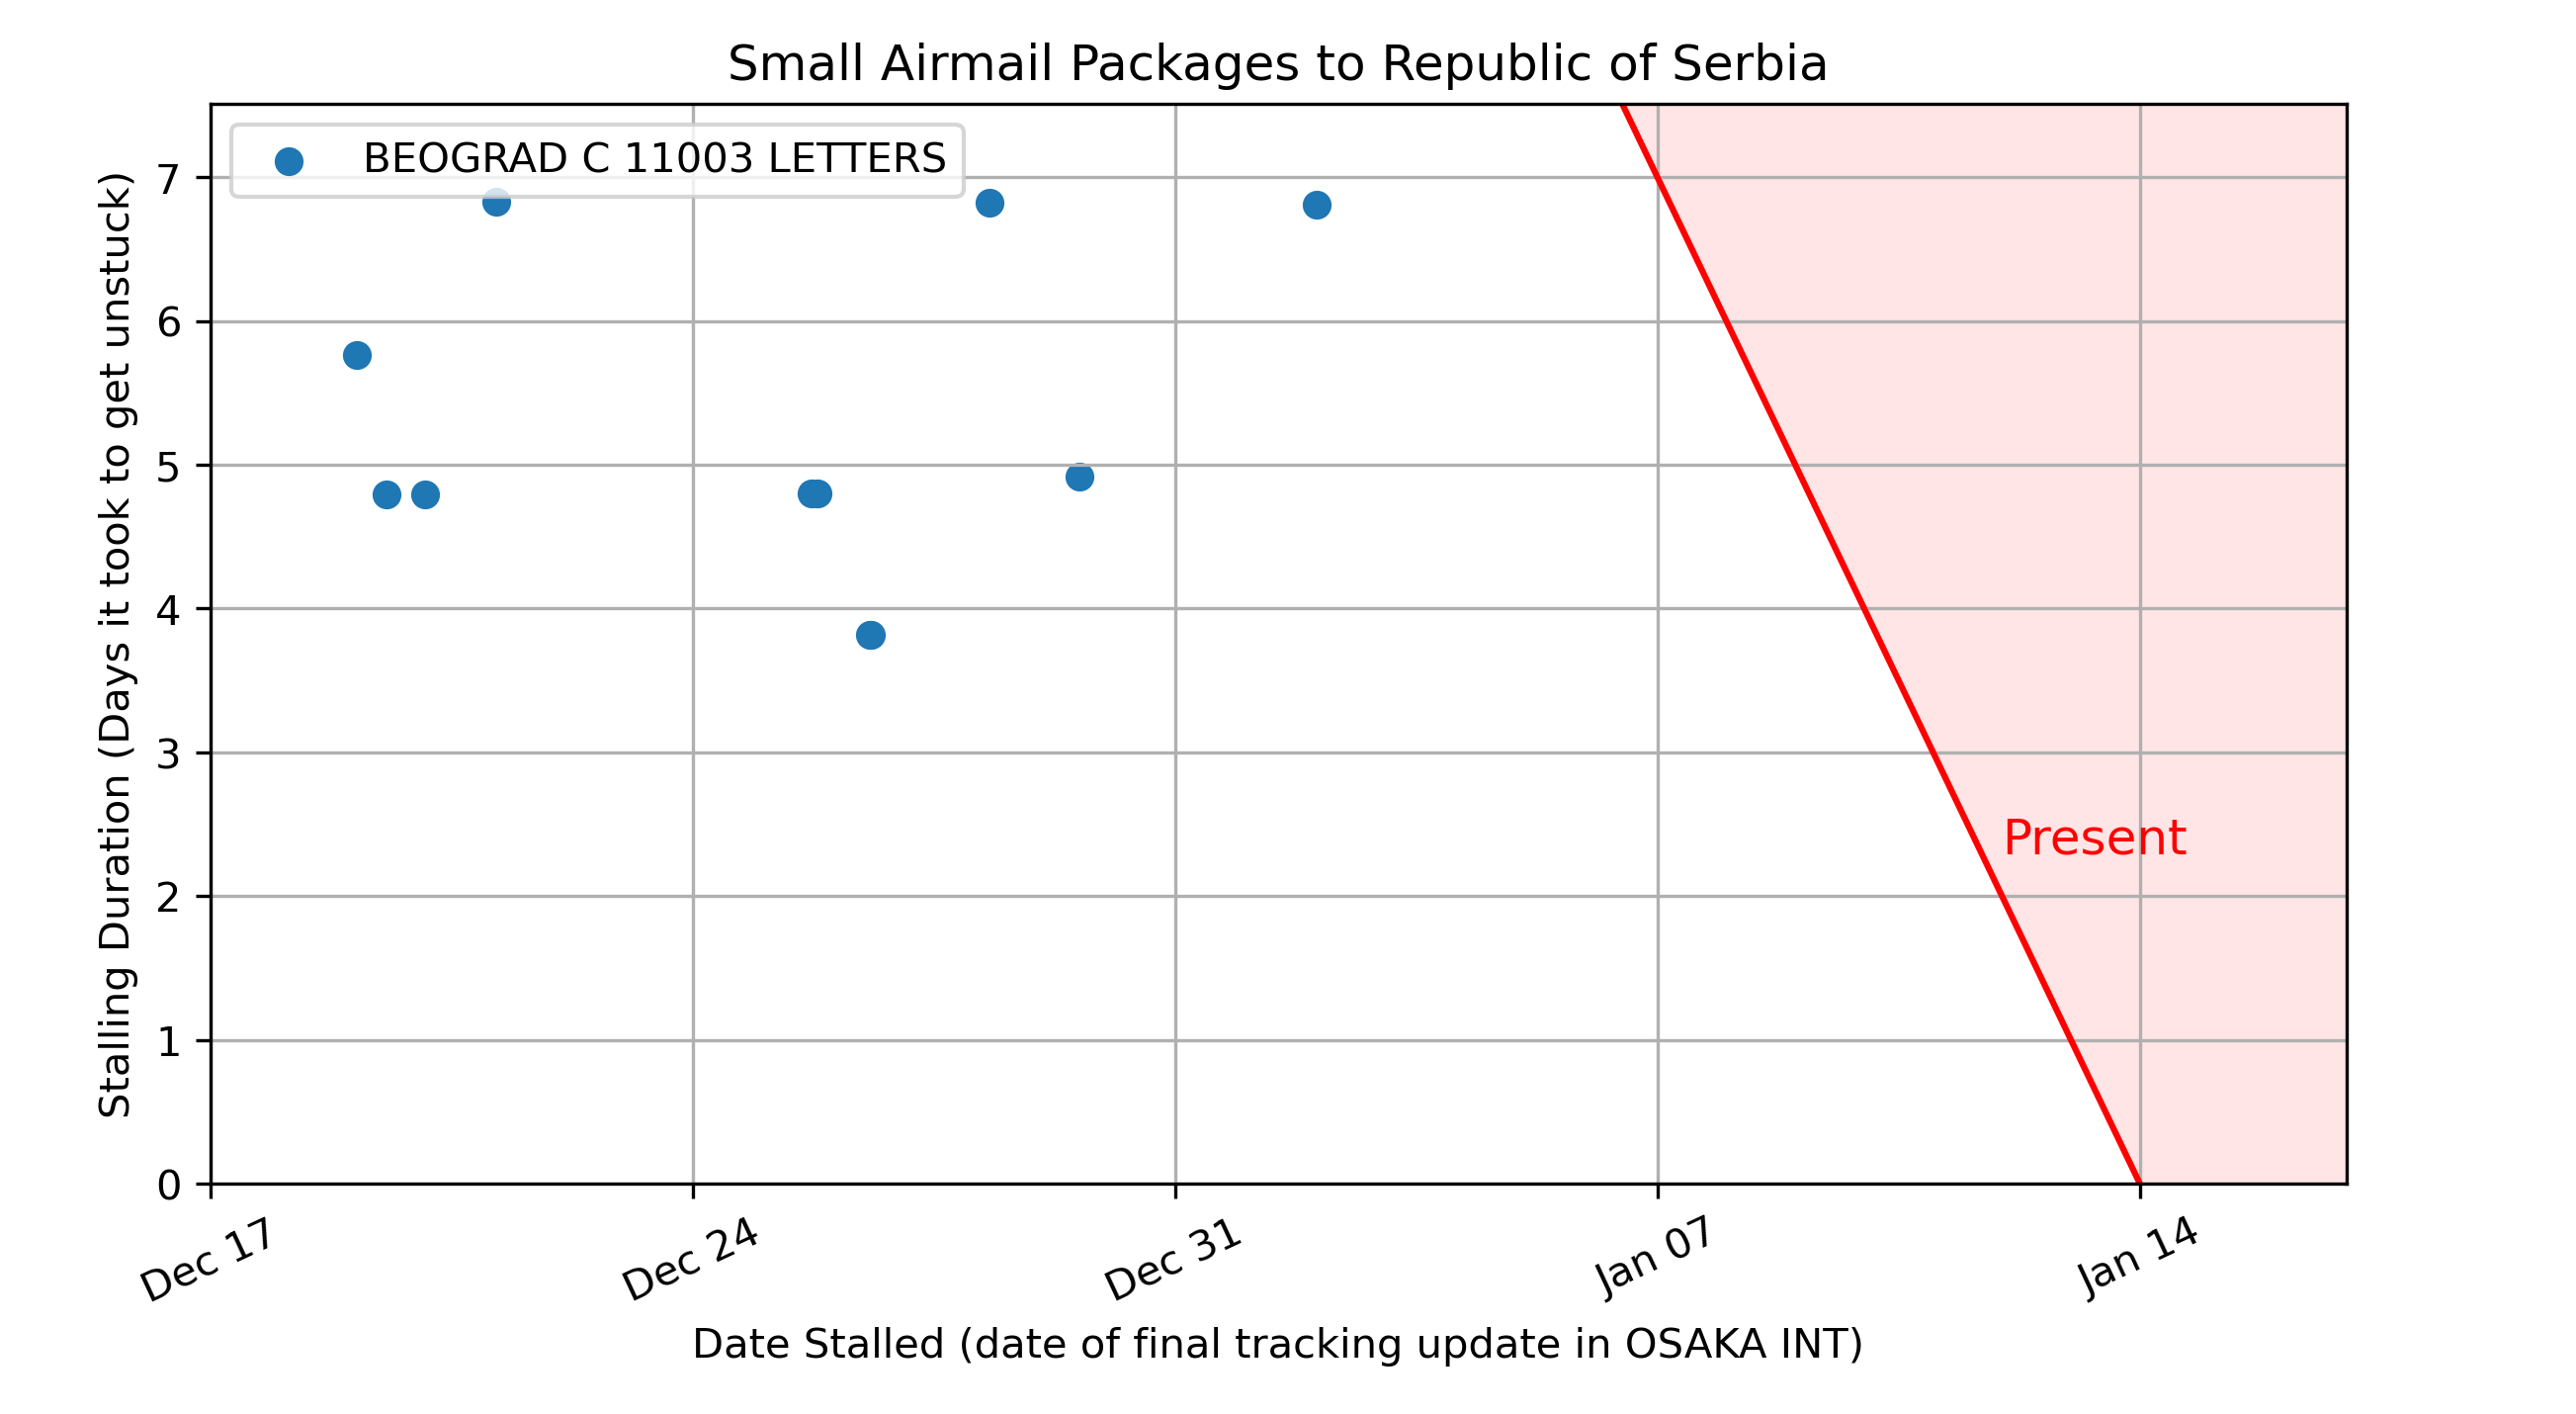 Small Airmail Packages to Republic of Serbia
BEOGRAD C 11003 LETTERS
Stalling Duration (Days it took to get unstuck)
7
6
5
4
3
2
1
0
Present
Dec 17
Dec 24
Dec 31
Jan 07
Jan 14
Date Stalled (date of final tracking update in OSAKA INT)